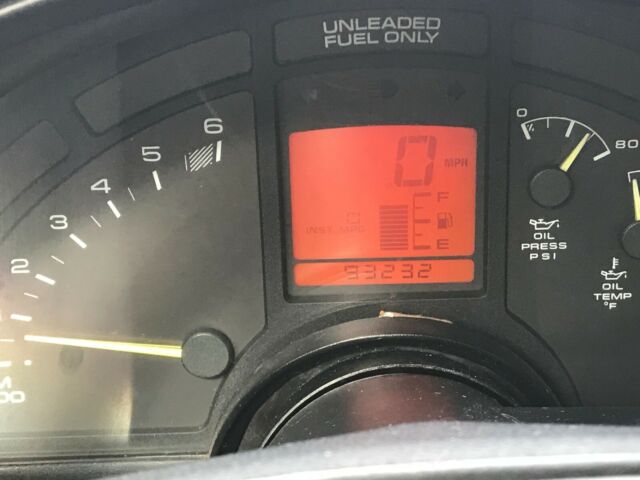 UNLEADED
FUEL ONLY
6
5
4
3
2
M
00
0 MPH
F
0
INST MPG
E
93232
0
80
OIL
PRESS
PSI
OIL
TEMP
°F